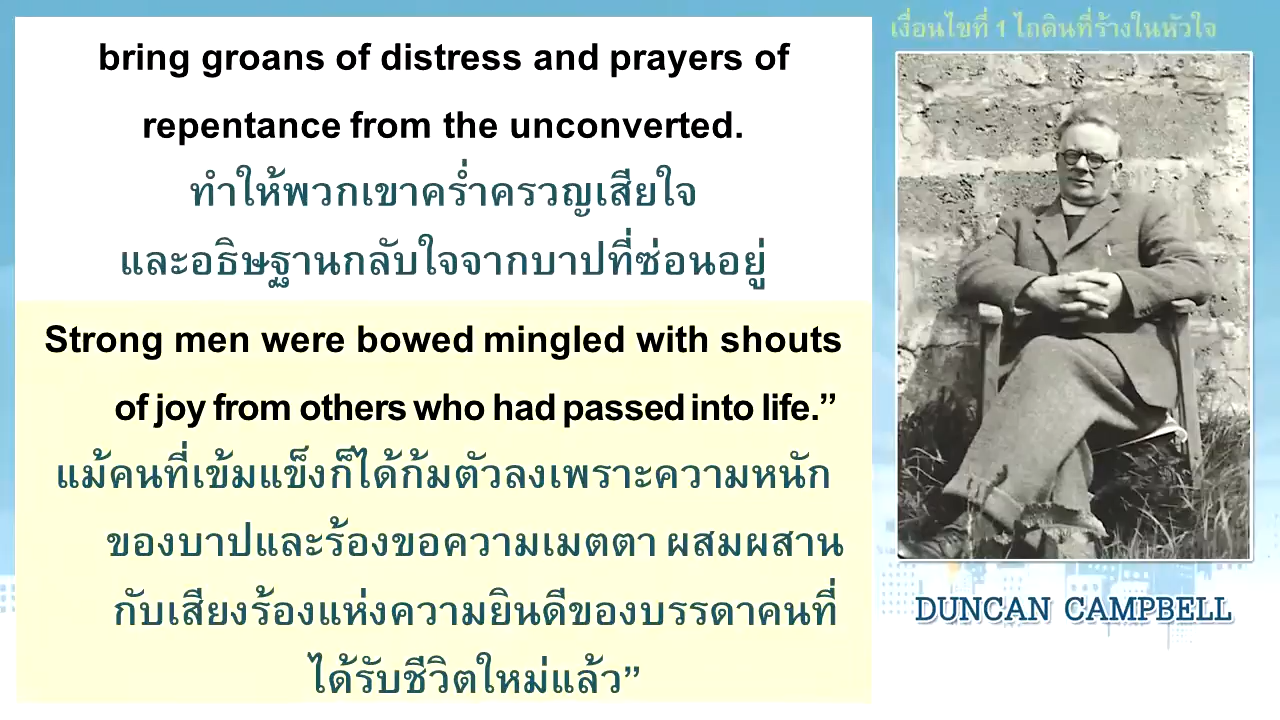 เงื่อนไขที่ 1 ไถดินที่ร้างในหัวใจ
bring groans of distress and prayers of
repentance from the unconverted.
ทำให้พวกเขาคร่ำครวญเสียใจ
และอธิษฐานกลับใจจากบาปที่ซ่อนอยู่
Strong men were bowed mingled with shouts
of joy from others who had passed into life.”
แม้คนที่เข้มแข็งก็ได้ก้มตัวลงเพราะความหนัก
ของบาปและร้องขอความเมตตา ผสมผสาน
กับเสียงร้องแห่งความยินดีของบรรดาคนที่
ได้รับชีวิตใหม่แล้ว”
DUNCAN CAMPBELL